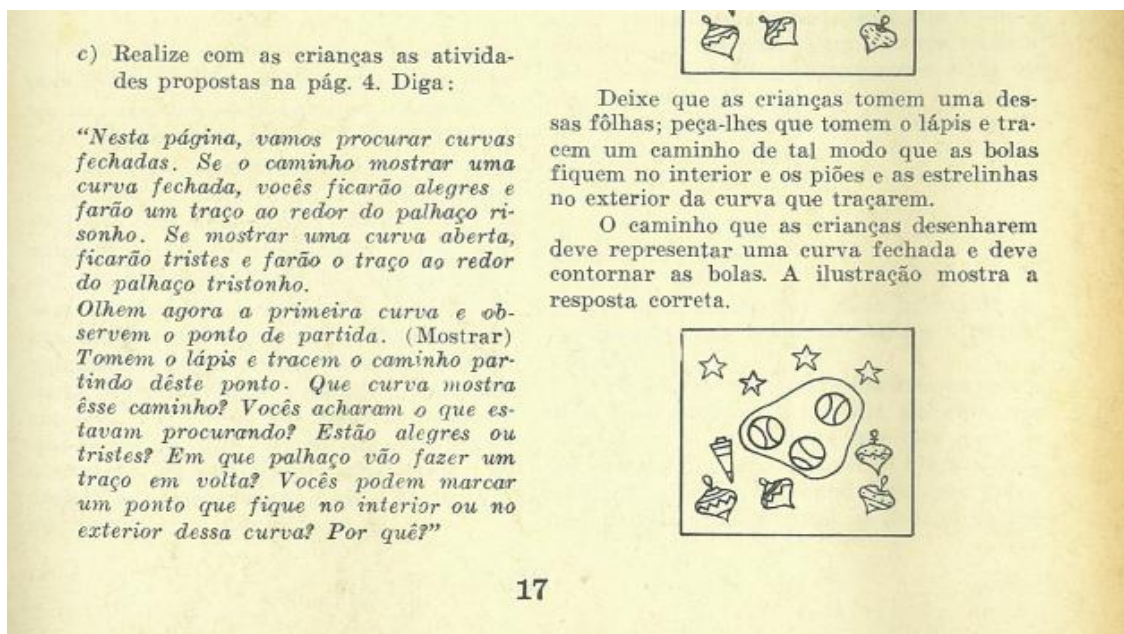 c) Realize com as crianças as ativida-
des propostas na pág. 4. Diga:
“Nesta página, vamos procurar curvas
fechadas. Se o caminho mostrar uma
curva fechada, vocês ficarão alegres e
farão um traço ao redor do palhaço ri-
sonho. Se mostrar uma curva aberta,
ficarão tristes e farão o traço ao redor
do palhaço tristonho.
Olhem agora a primeira curva e ob-
servem o ponto de partida. (Mostrar)
Tomem o lápis e tracem o caminho par-
tindo dêste ponto. Que curva mostra
êsse caminho? Vocês acharam o que es-
tavam procurando? Estão alegres ou
tristes? Em que palhaço vão fazer um
traço em volta? Vocês podem marcar
um ponto que fique no interior ou no
exterior dessa curva? Por quê?”
Deixe que as crianças tomem uma des-
sas fôlhas; peça-lhes que tomem o lápis e tra-
cem um caminho de tal modo que as bolas
fiquem no interior e os piões e as estrelinhas
no exterior da curva que traçarem.
O caminho que as crianças desenharem
deve representar uma curva fechada e deve
contornar as bolas. A ilustração mostra a
resposta correta.
17